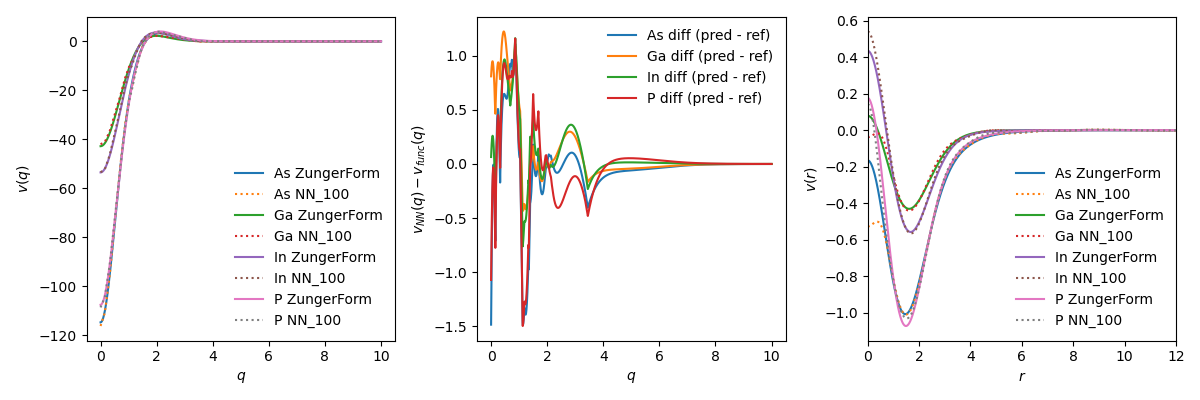 0
−20
−40
−60
−80
−100
−120
0 2 4 6 8 10
q
v(q)
As ZungerForm
As NN_100
Ga ZungerForm
Ga NN_100
In ZungerForm
In NN_100
P ZungerForm
P NN_100
1.0
0.5
0.0
−0.5
−1.0
−1.5
0 2 4 6 8 10
q
vNN(q) − vfunc(q)
As diff (pred - ref)
Ga diff (pred - ref)
In diff (pred - ref)
P diff (pred - ref)
0.6
0.4
0.2
0.0
−0.2
−0.4
−0.6
−0.8
−1.0
0 2 4 6 8 10 12
r
v(r)
As ZungerForm
As NN_100
Ga ZungerForm
Ga NN_100
In ZungerForm
In NN_100
P ZungerForm
P NN_100